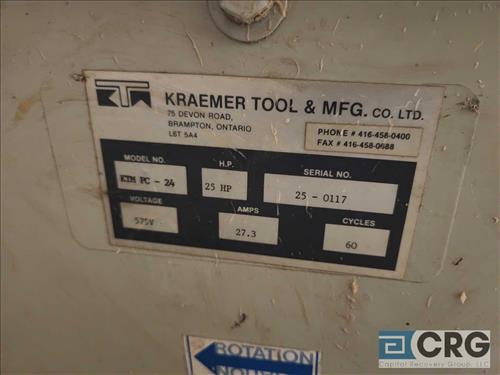 KTM
KRAEMER TOOL & MFG. CO. LTD.
75 DEVON ROAD,
BRAMPTON, ONTARIO
L6T 5A4
PHONE # 416-458-0400
FAX # 416-458-0688
MODEL NO. H.P. SERIAL NO.
KTM PC - 24 25 HP 25 - 0117
VOLTAGE AMPS CYCLES
575V 27.3 60
ROTATION
CRG
Capital Recovery Group, LLC